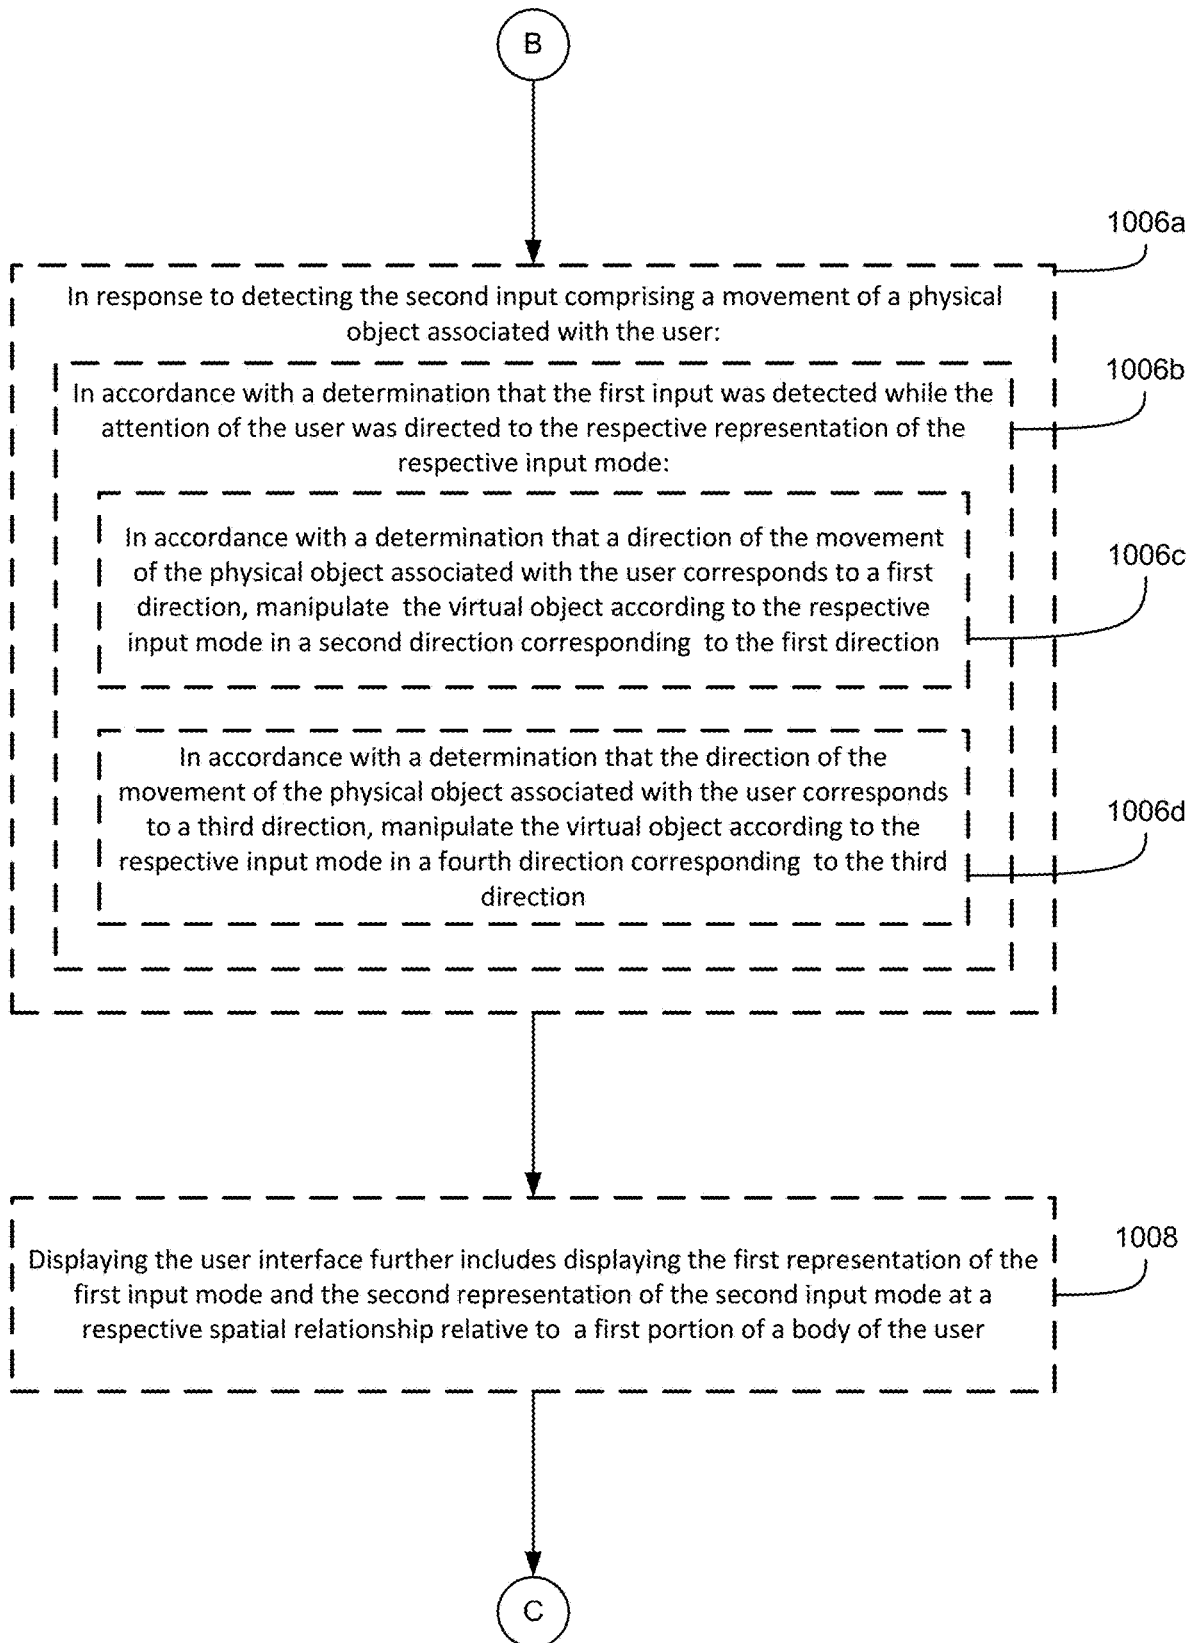 B
1006a
In response to detecting the second input comprising a movement of a physical
object associated with the user:
1006b
In accordance with a determination that the first input was detected while the
attention of the user was directed to the respective representation of the
respective input mode:
In accordance with a determination that a direction of the movement
of the physical object associated with the user corresponds to a first
direction, manipulate the virtual object according to the respective
input mode in a second direction corresponding to the first direction
1006c
In accordance with a determination that the direction of the
movement of the physical object associated with the user corresponds
to a third direction, manipulate the virtual object according to the
respective input mode in a fourth direction corresponding to the third
direction
1006d
Displaying the user interface further includes displaying the first representation of the
first input mode and the second representation of the second input mode at a
respective spatial relationship relative to a first portion of a body of the user
1008
C